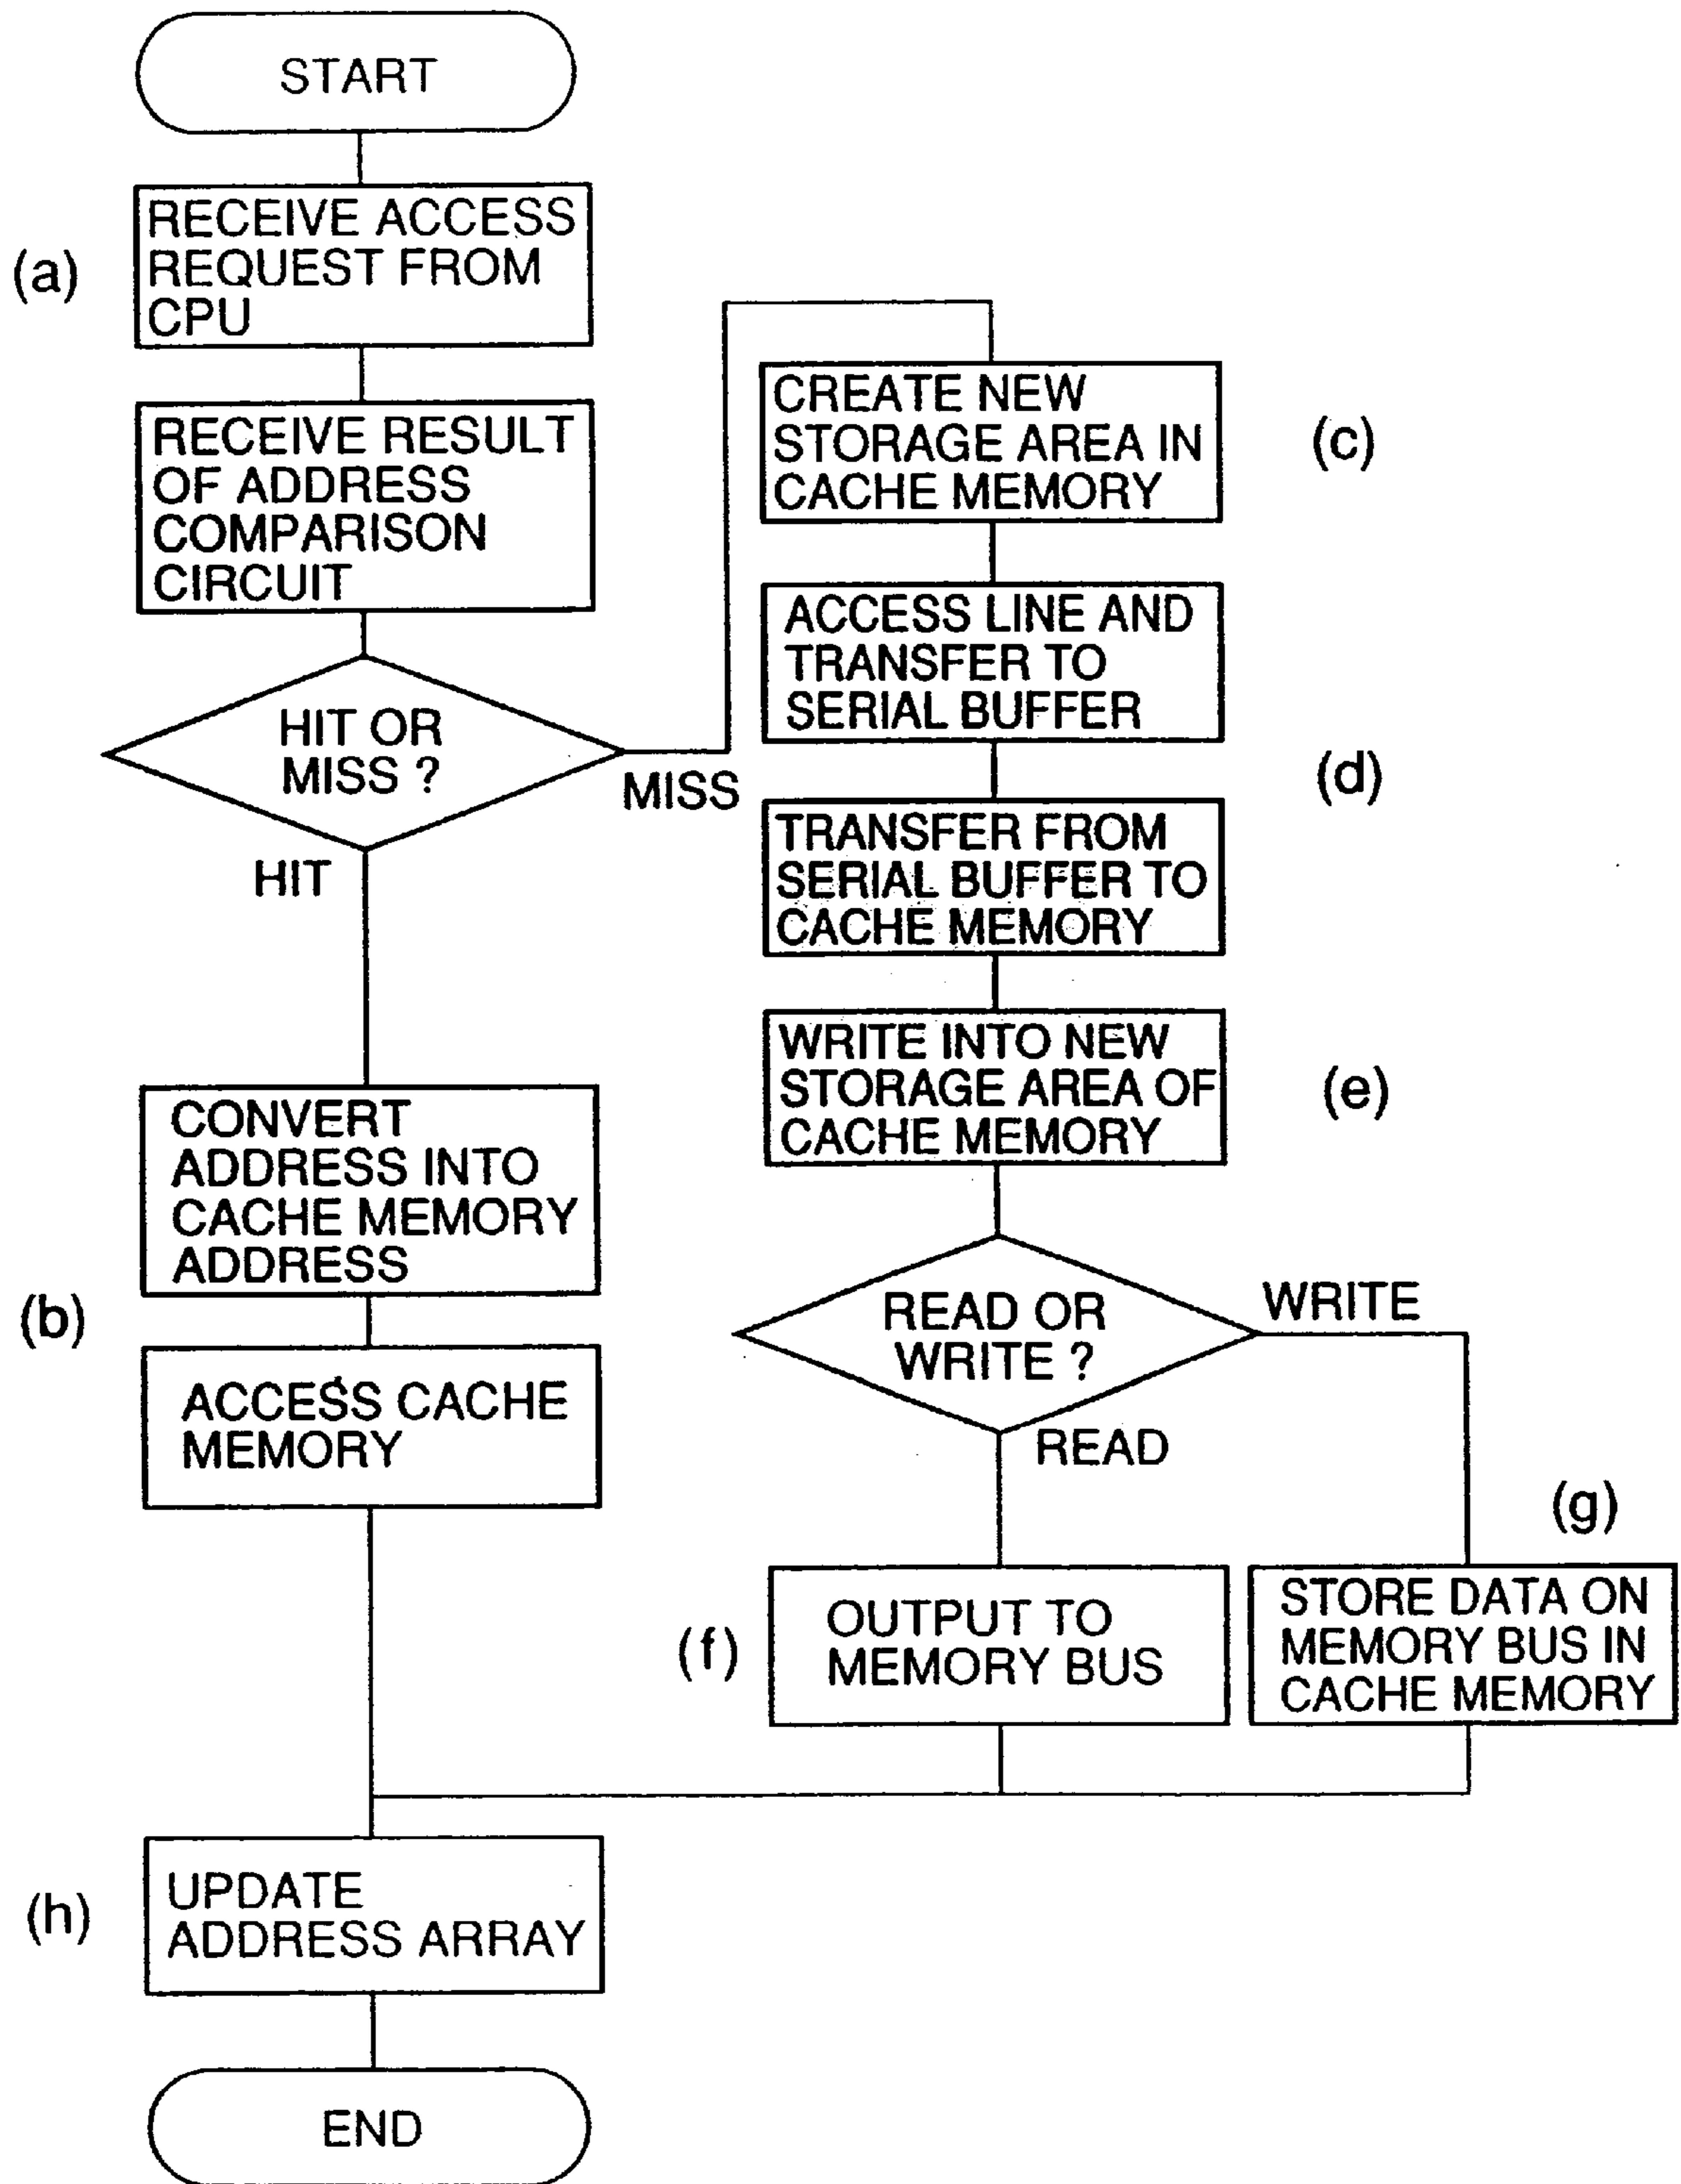 START
(a)
RECEIVE ACCESS
REQUEST FROM
CPU
RECEIVE RESULT
OF ADDRESS
COMPARISON
CIRCUIT
HIT OR
MISS ?
MISS
HIT
CREATE NEW
STORAGE AREA IN
CACHE MEMORY
(c)
ACCESS LINE AND
TRANSFER TO
SERIAL BUFFER
(d)
TRANSFER FROM
SERIAL BUFFER TO
CACHE MEMORY
WRITE INTO NEW
STORAGE AREA OF
CACHE MEMORY
(e)
CONVERT
ADDRESS INTO
CACHE MEMORY
ADDRESS
(b)
ACCESS CACHE
MEMORY
READ OR
WRITE ?
WRITE
READ
(g)
(f)
OUTPUT TO
MEMORY BUS
STORE DATA ON
MEMORY BUS IN
CACHE MEMORY
(h)
UPDATE
ADDRESS ARRAY
END